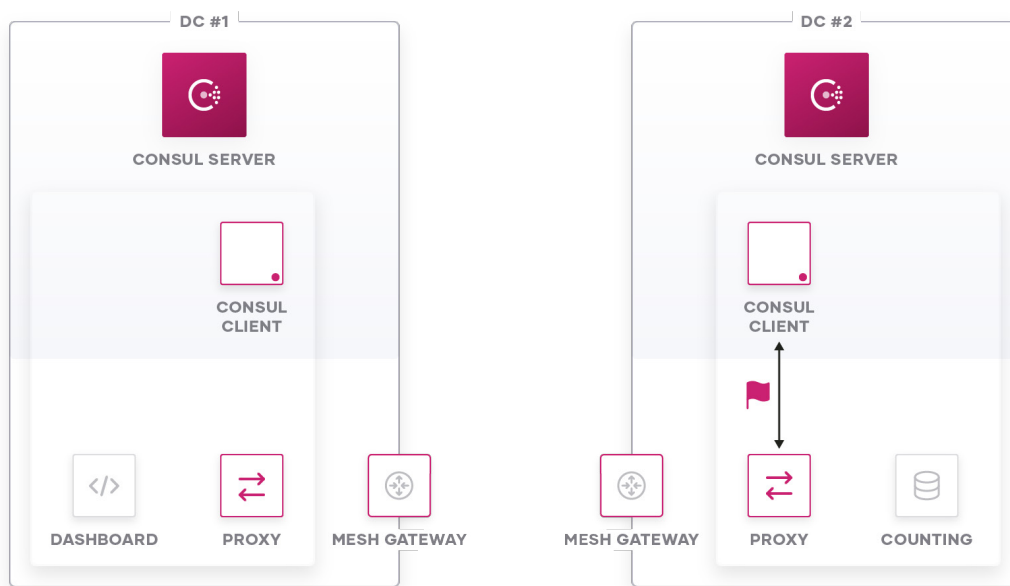 DC #1
CONSUL SERVER
CONSUL
CLIENT
DASHBOARD
PROXY
MESH GATEWAY
DC #2
CONSUL SERVER
CONSUL
CLIENT
MESH GATEWAY
PROXY
COUNTING